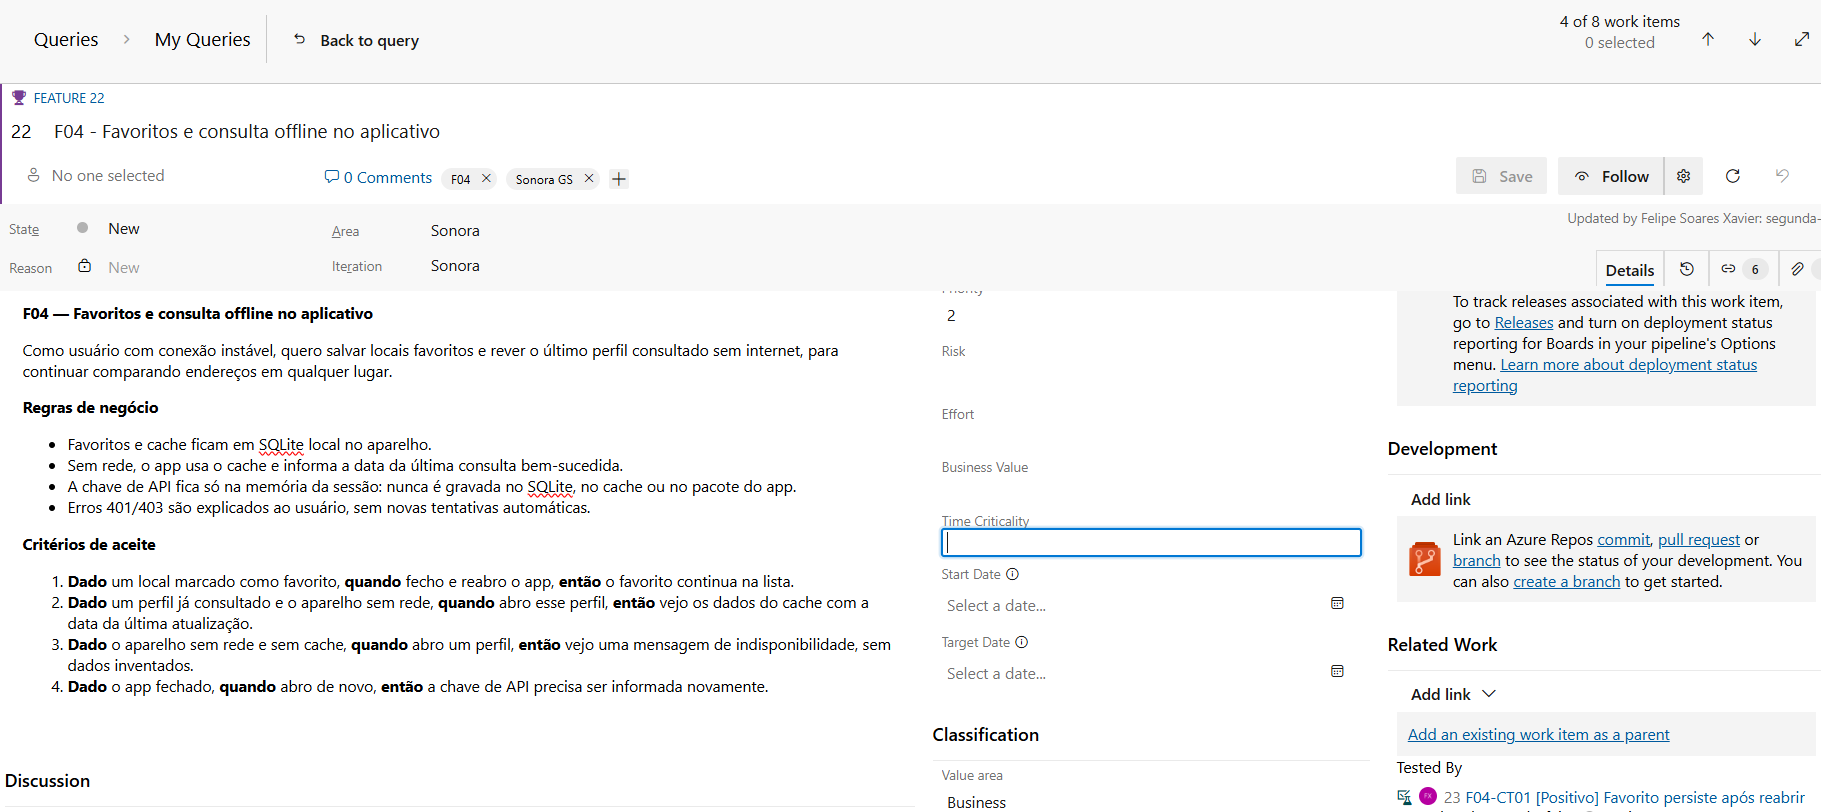 Queries > My Queries Back to query
4 of 8 work items
0 selected
FEATURE 22
22 F04 - Favoritos e consulta offline no aplicativo
No one selected
0 Comments
F04
Sonora GS
Save
Follow
State New
Area Sonora
Updated by Felipe Soares Xavier: segunda-
Reason New
Iteration Sonora
Details
6
F04 — Favoritos e consulta offline no aplicativo
Como usuário com conexão instável, quero salvar locais favoritos e rever o último perfil consultado sem internet, para
continuar comparando endereços em qualquer lugar.
Regras de negócio
• Favoritos e cache ficam em SQLite local no aparelho.
• Sem rede, o app usa o cache e informa a data da última consulta bem-sucedida.
• A chave de API fica só na memória da sessão: nunca é gravada no SQLite, no cache ou no pacote do app.
• Erros 401/403 são explicados ao usuário, sem novas tentativas automáticas.
Critérios de aceite
1. Dado um local marcado como favorito, quando fecho e reabro o app, então o favorito continua na lista.
2. Dado um perfil já consultado e o aparelho sem rede, quando abro esse perfil, então vejo os dados do cache com a
data da última atualização.
3. Dado o aparelho sem rede e sem cache, quando abro um perfil, então vejo uma mensagem de indisponibilidade, sem
dados inventados.
4. Dado o app fechado, quando abro de novo, então a chave de API precisa ser informada novamente.
Discussion
Priority
2
Risk
Effort
Business Value
Time Criticality
Start Date
Select a date...
Target Date
Select a date...
Classification
Value area
Business
To track releases associated with this work item,
go to Releases and turn on deployment status
reporting for Boards in your pipeline's Options
menu. Learn more about deployment status
reporting
Development
Add link
Link an Azure Repos commit, pull request or
branch to see the status of your development. You
can also create a branch to get started.
Related Work
Add link
Add an existing work item as a parent
Tested By
FX 23 F04-CT01 [Positivo] Favorito persiste após reabrir